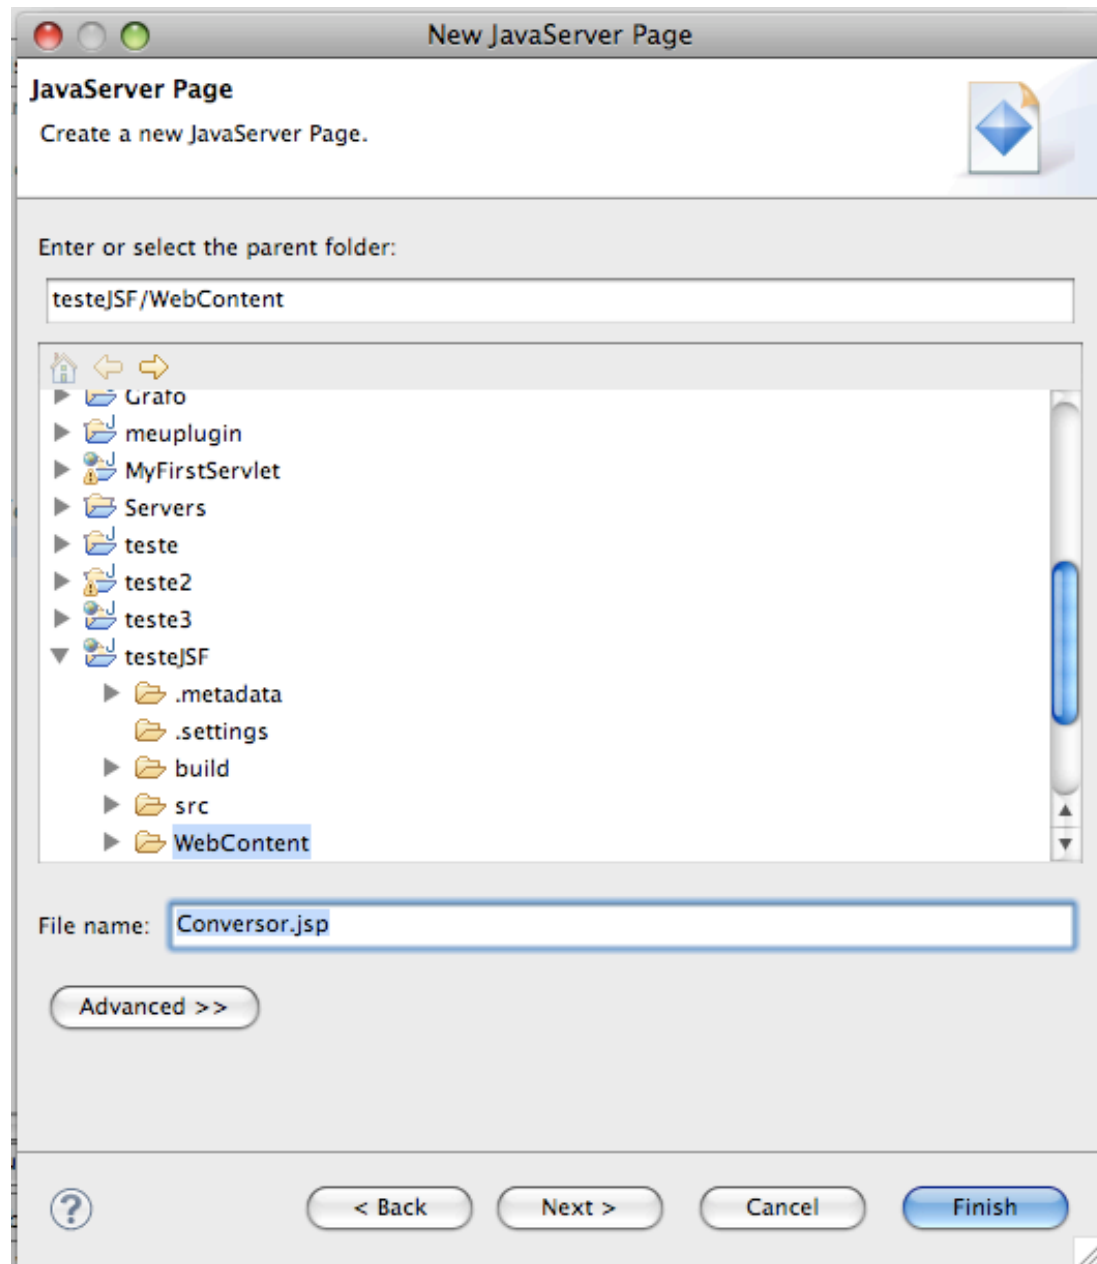 New JavaServer Page
JavaServer Page
Create a new JavaServer Page.
Enter or select the parent folder:
testeJSF/WebContent
Grafo
meuplugin
MyFirstServlet
Servers
teste
teste2
teste3
testeJSF
.metadata
.settings
build
src
WebContent
File name: Conversor.jsp
Advanced >>
? < Back Next > Cancel Finish